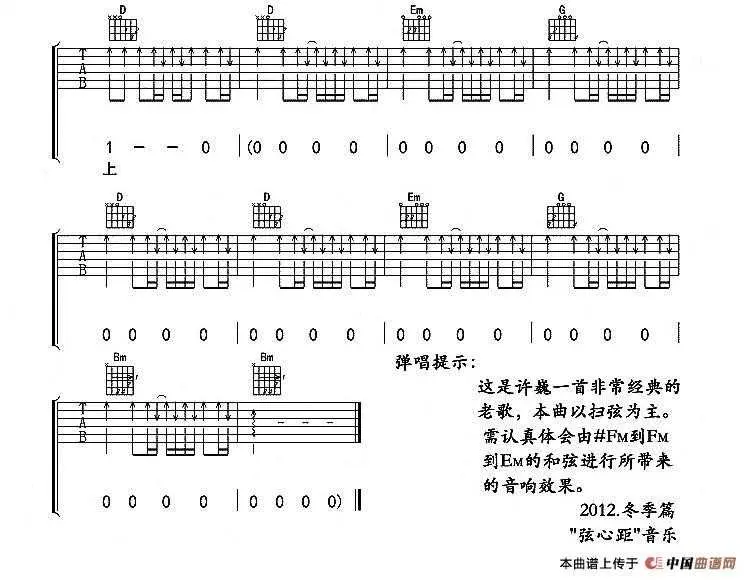 D D Em G
T
A
B
1 - - 0 (0 0 0 0 0 0 0 0 0 0 0 0
上
D D Em G
T
A
B
0 0 0 0 0 0 0 0 0 0 0 0 0 0 0 0
Bm Bm
T
A
B
- - -
0 0 0 0 0 0 0 0)
弹唱提示:
这是许巍一首非常经典的
老歌，本曲以扫弦为主。
需认真体会由#FM到FM
到EM的和弦进行所带来
的音响效果。
2012.冬季篇
"弦心距"音乐
本曲谱上传于 中国曲谱网